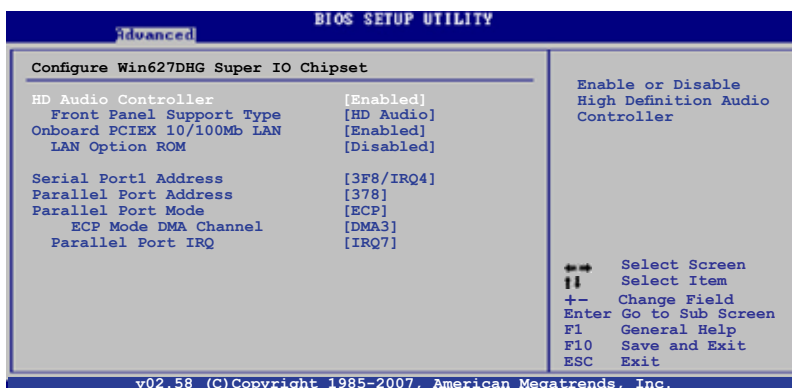 BIOS SETUP UTILITY
Advanced
Configure Win627DHG Super IO Chipset
HD Audio Controller [Enabled]
Front Panel Support Type [HD Audio]
Onboard PCIEX 10/100Mb LAN [Enabled]
LAN Option ROM [Disabled]
Serial Port1 Address [3F8/IRQ4]
Parallel Port Address [378]
Parallel Port Mode [ECP]
ECP Mode DMA Channel [DMA3]
Parallel Port IRQ [IRQ7]
Enable or Disable
High Definition Audio
Controller
←→ Select Screen
↑↓ Select Item
+- Change Field
Enter Go to Sub Screen
F1 General Help
F10 Save and Exit
ESC Exit
v02.58 (C)Copyright 1985-2007, American Megatrends, Inc.